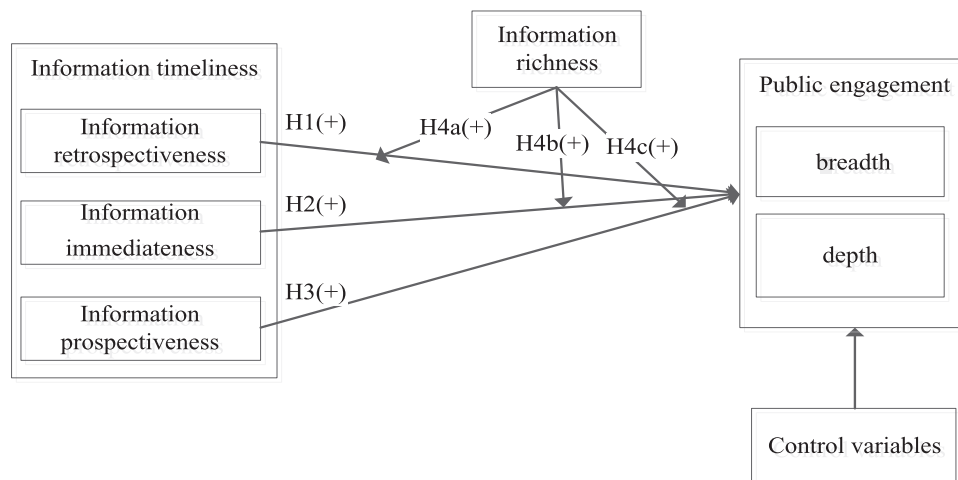 Information
richness
Information timeliness
Public engagement
Information
retrospectiveness
H1(+)
H4a(+)
H4b(+)
H4c(+)
breadth
Information
immediateness
H2(+)
depth
Information
prospectiveness
H3(+)
Control variables